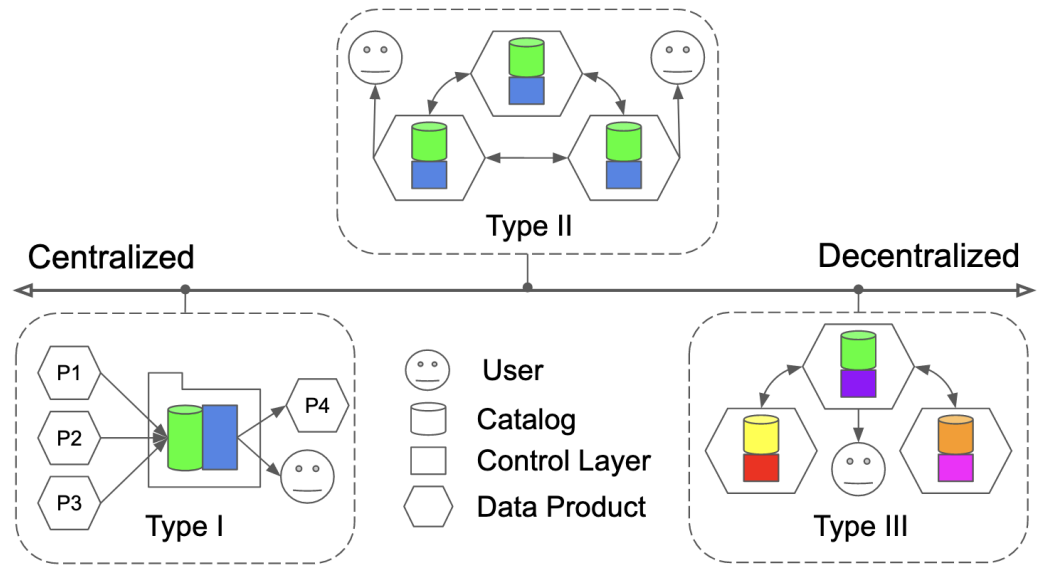 Type II
Centralized
Decentralized
P1
P2
P3
P4
Type I
User
Catalog
Control Layer
Data Product
Type III